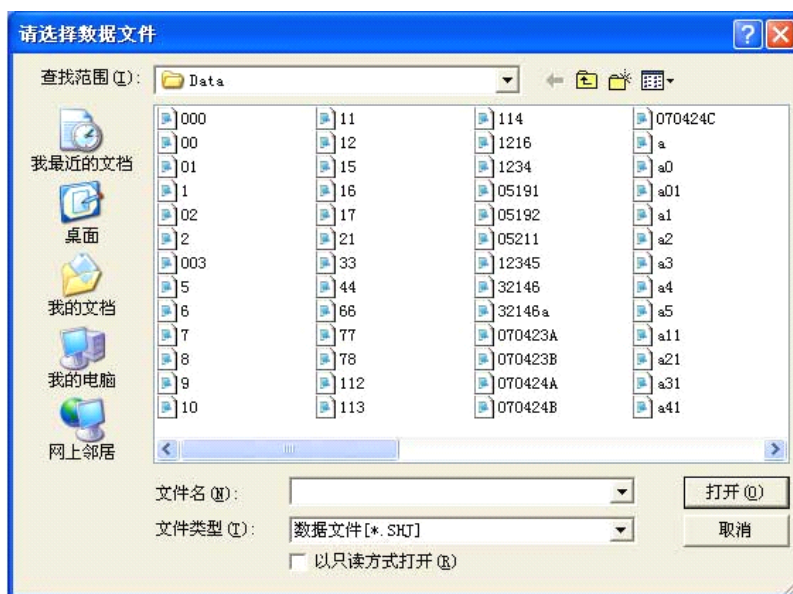 请选择数据文件
查找范围(I): Data
我最近的文档
桌面
我的文档
我的电脑
网上邻居
000 11 114 070424C
00 12 1216 a
01 15 1234 a0
1 16 05191 a01
02 17 05192 a1
2 21 05211 a2
003 33 12345 a3
5 44 32146 a4
6 66 32146a a5
7 77 070423A a11
8 78 070423B a21
9 112 070424A a31
10 113 070424B a41
文件名(N): 打开(O)
文件类型(T): 数据文件[*.SHJ] 取消
以只读方式打开(R)